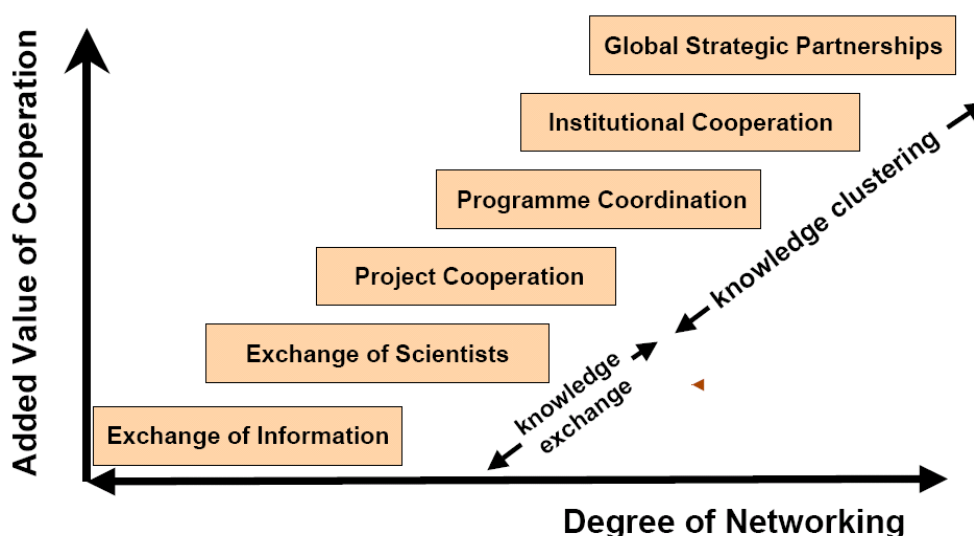 Added Value of Cooperation
Global Strategic Partnerships
Institutional Cooperation
Programme Coordination
Project Cooperation
Exchange of Scientists
Exchange of Information
knowledge clustering
knowledge
exchange
Degree of Networking